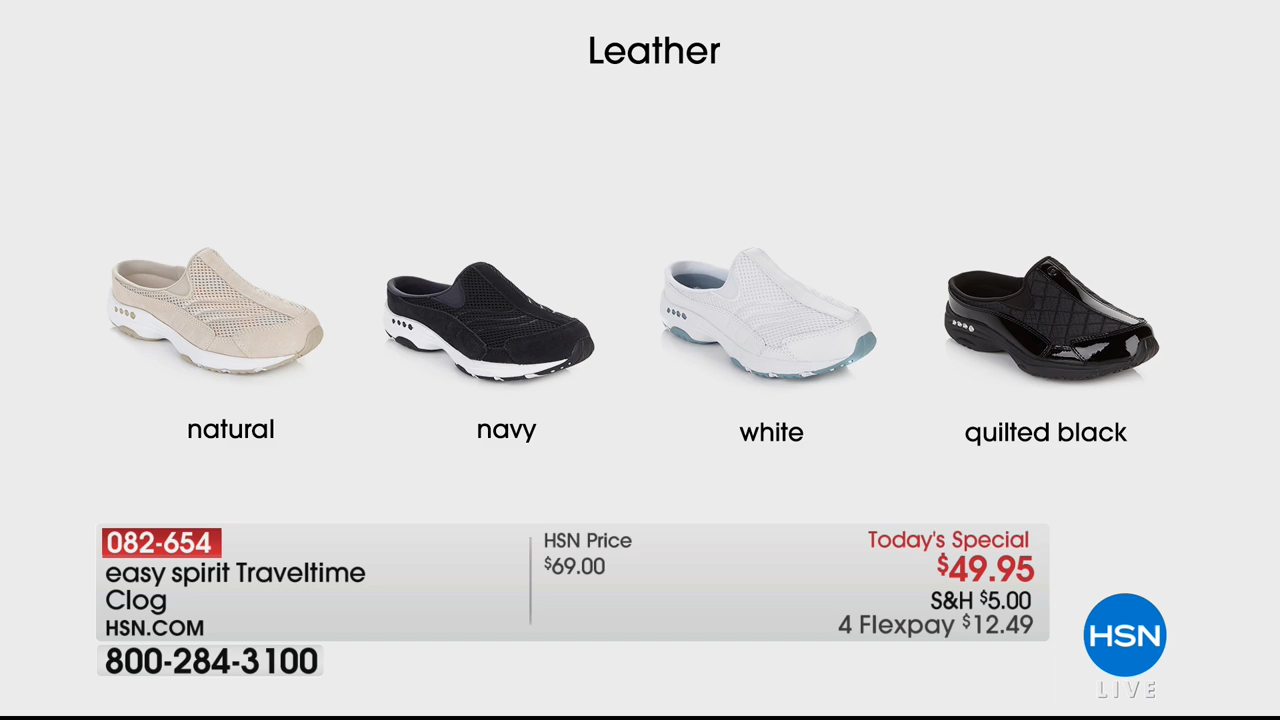 Leather
natural
navy
white
quilted black
082-654
easy spirit Traveltime
Clog
HSN.COM
800-284-3100
HSN Price
$69.00
Today's Special
$49.95
S&H $5.00
4 Flexpay $12.49
HSN
LIVE